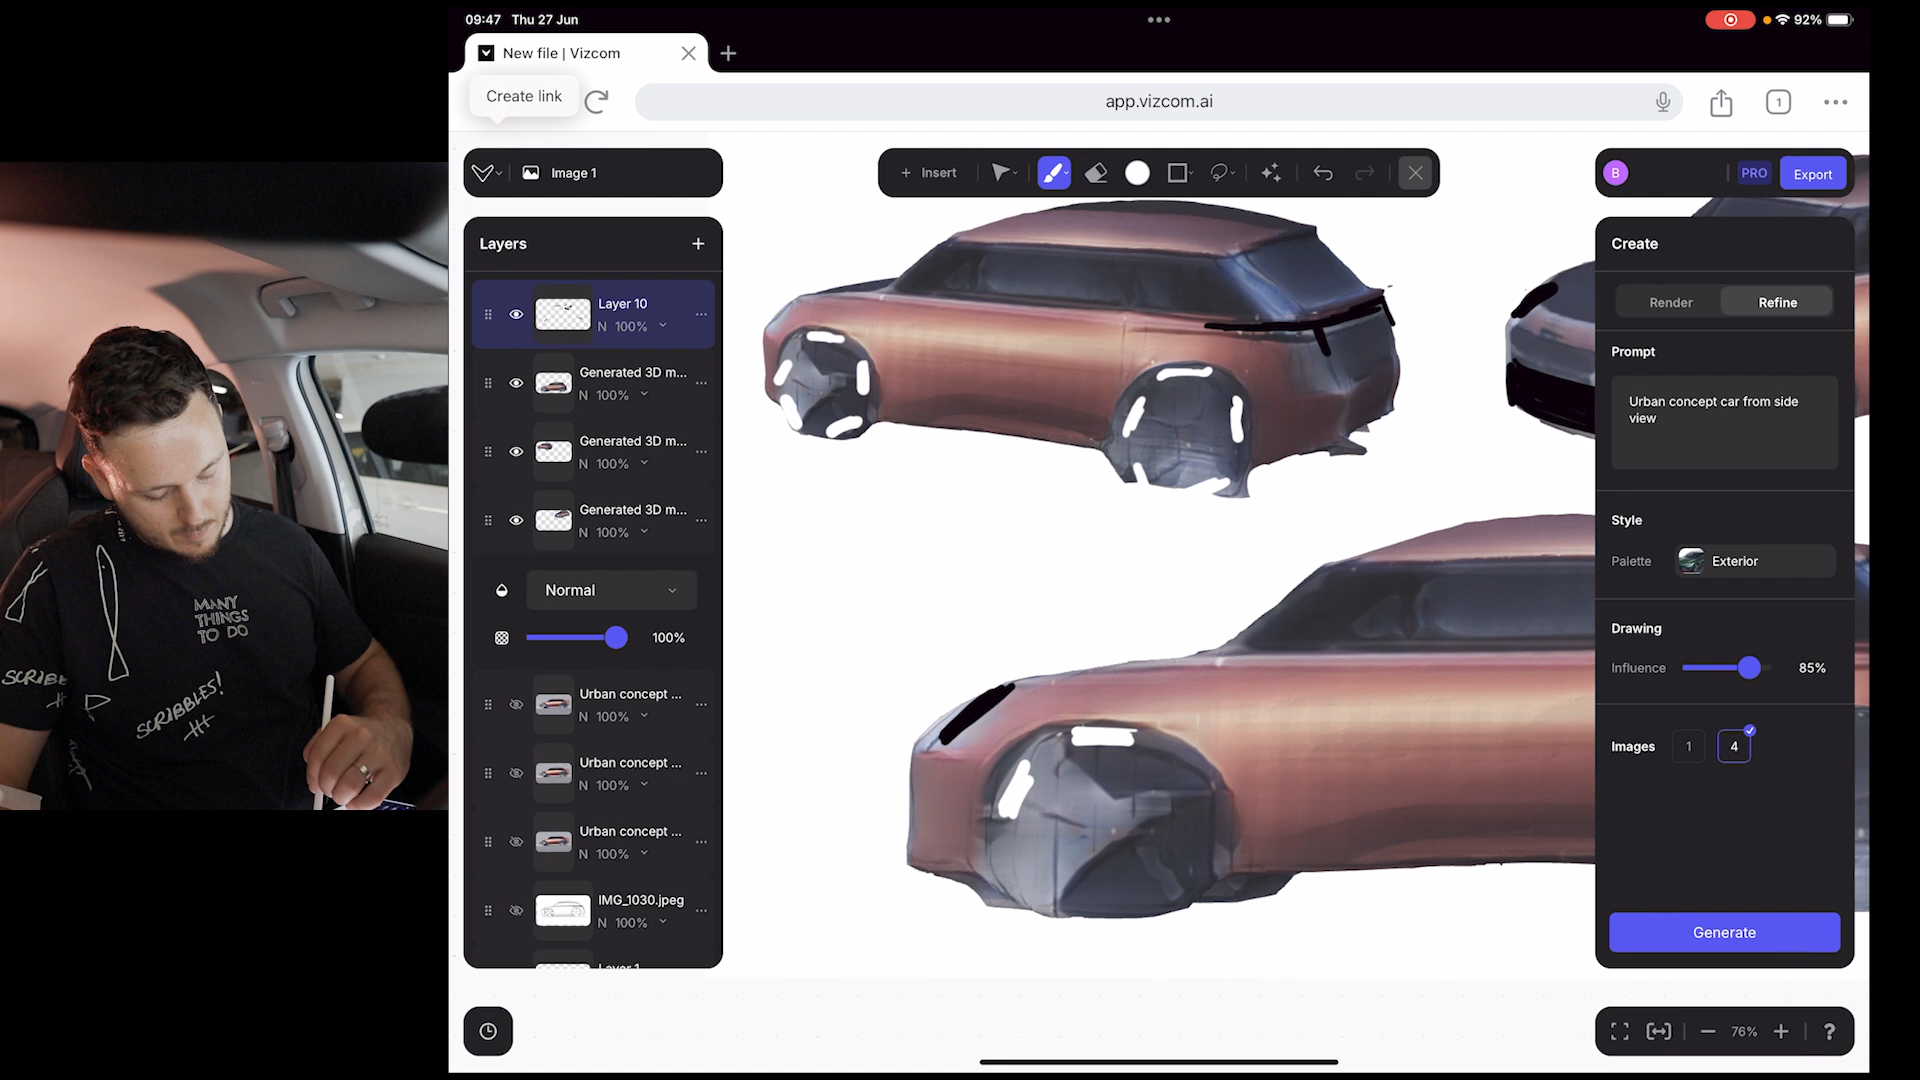 09:47 Thu 27 Jun
92%
New file | Vizcom
Create link
app.vizcom.ai
1
Image 1
Insert
B
PRO
Export
Layers
Layer 10
N 100%
Generated 3D m...
N 100%
Generated 3D m...
N 100%
Generated 3D m...
N 100%
Normal
100%
Urban concept ...
N 100%
Urban concept ...
N 100%
Urban concept ...
N 100%
IMG_1030.jpeg
N 100%
Layer 1
Create
Render
Refine
Prompt
Urban concept car from side
view
Style
Palette
Exterior
Drawing
Influence
85%
Images
1
4
Generate
76%
?
MANY
THINGS
TO DO
SCRIBBLES!